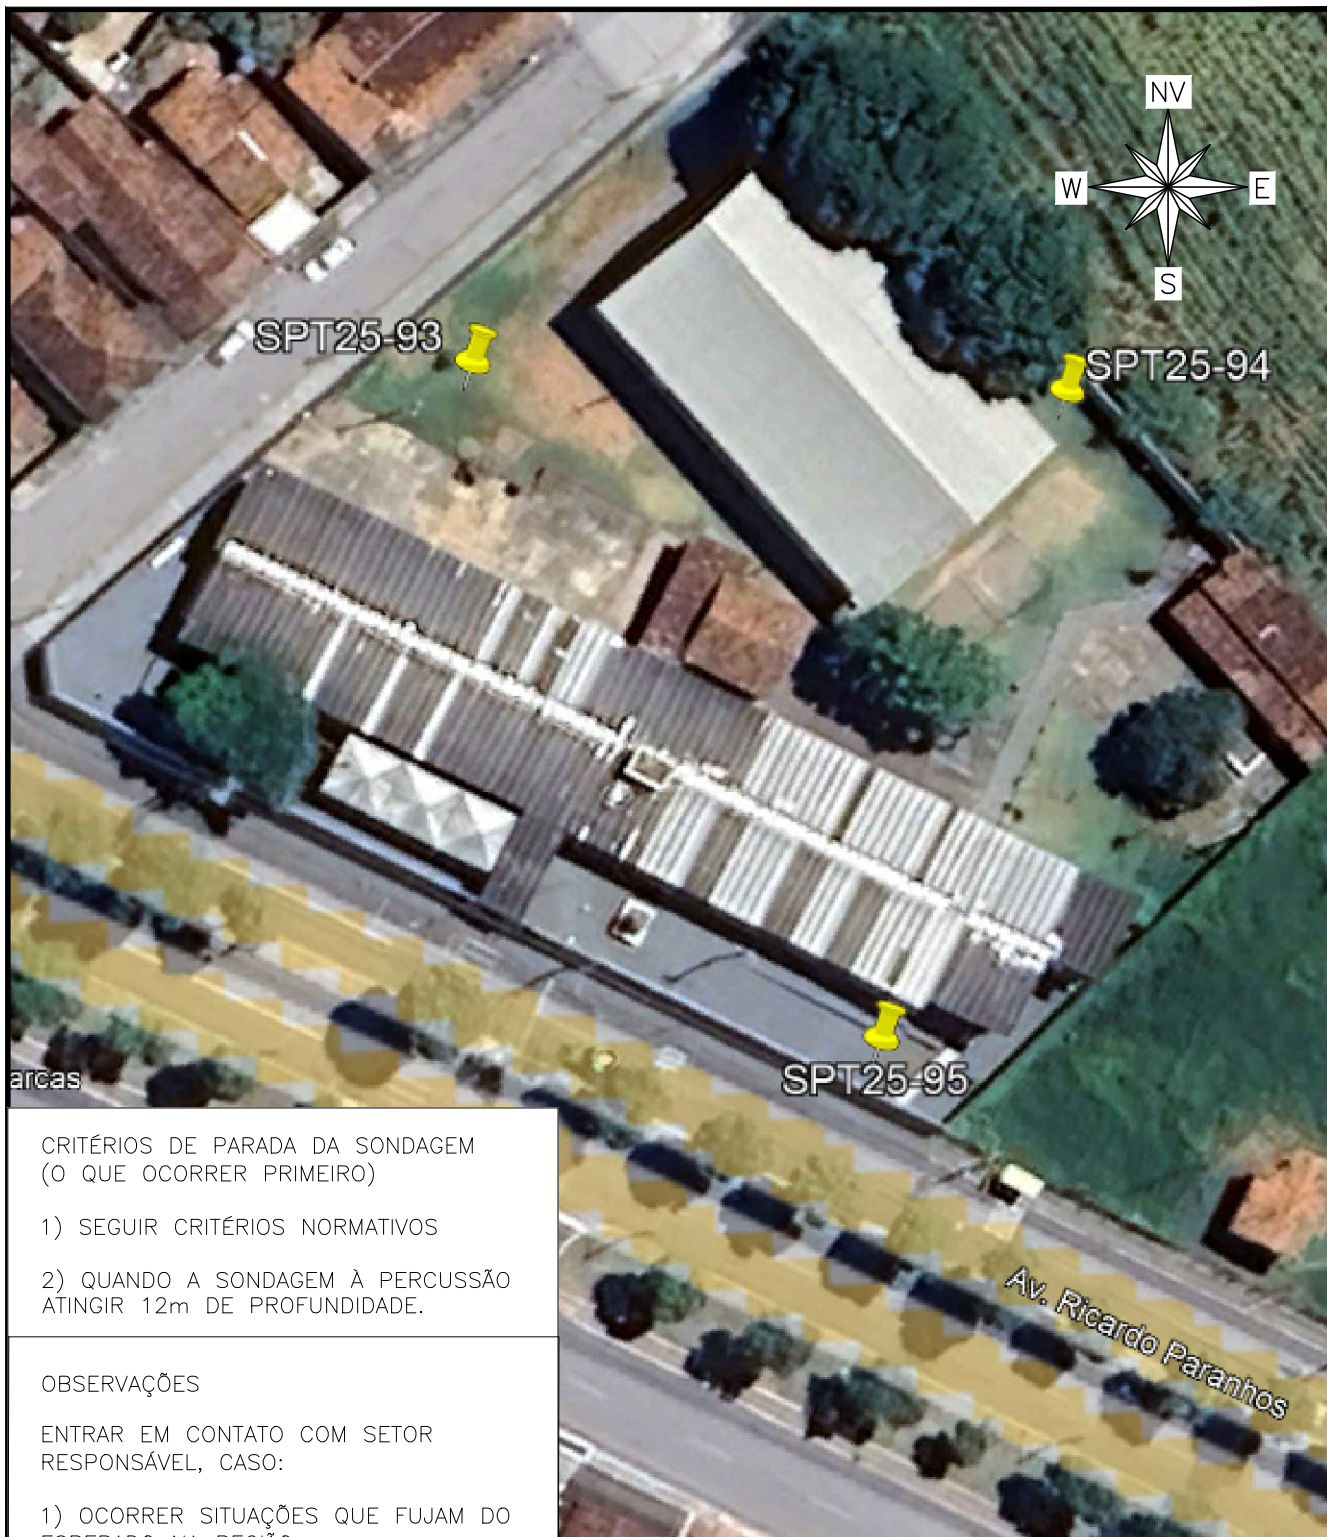 NV
W
E
S
SPT25-93
SPT25-94
SPT25-95
arcas
Av. Ricardo Paranhos
CRITÉRIOS DE PARADA DA SONDAGEM
(O QUE OCORRER PRIMEIRO)
1) SEGUIR CRITÉRIOS NORMATIVOS
2) QUANDO A SONDAGEM À PERCUSSÃO
ATINGIR 12m DE PROFUNDIDADE.
OBSERVAÇÕES
ENTRAR EM CONTATO COM SETOR
RESPONSÁVEL, CASO:
1) OCORRER SITUAÇÕES QUE FUJAM DO